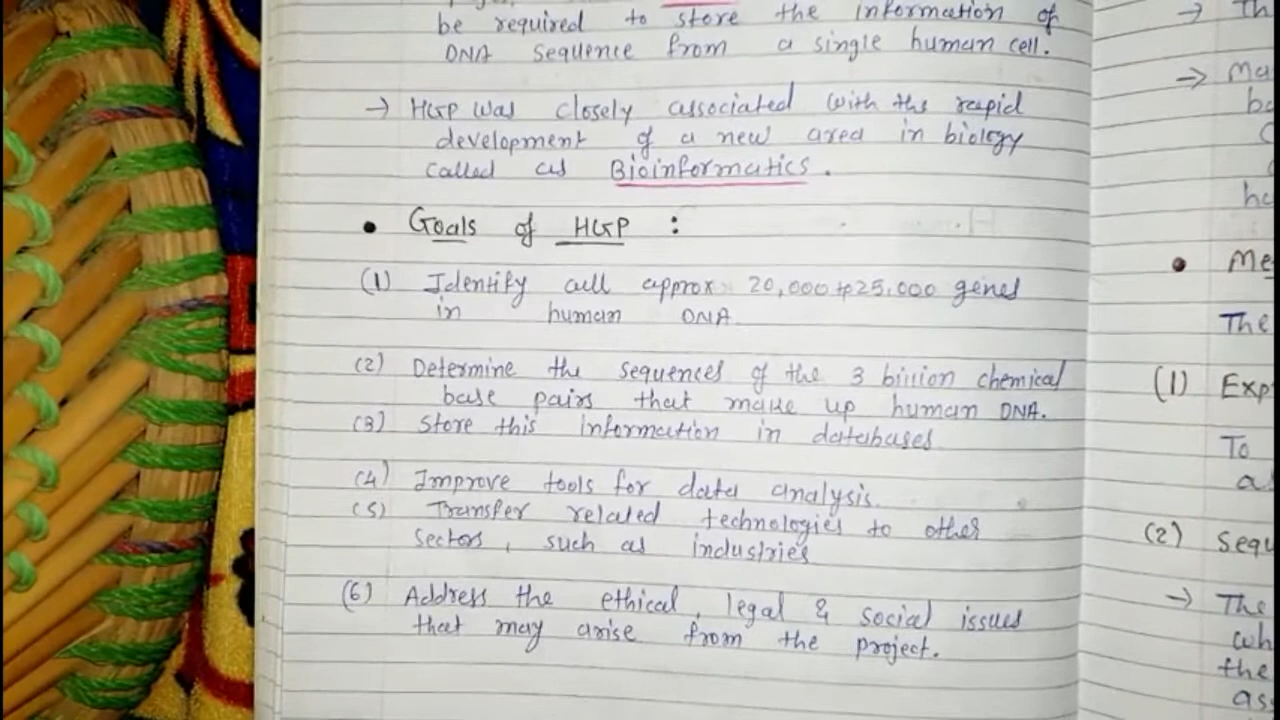 be required to store the information of
DNA sequence from a single human cell.
→ HGP was closely associated with the rapid
development of a new area in biology
called as Bioinformatics.
• Goals of HGP :
(1) Identify all approx. 20,000 to 25,000 genes
in human DNA
(2) Determine the sequences of the 3 billion chemical
base pairs that make up human DNA.
(3) Store this information in databases
(4) Improve tools for data analysis.
(5) Transfer related technologies to other
sectors, such as industries
(6) Address the ethical, legal & social issues
that may arise from the project.
→ Th
→ Ma
ba
ha
• Me
The
(1) Exp
To
(2) Sequ
→ The
wh
the